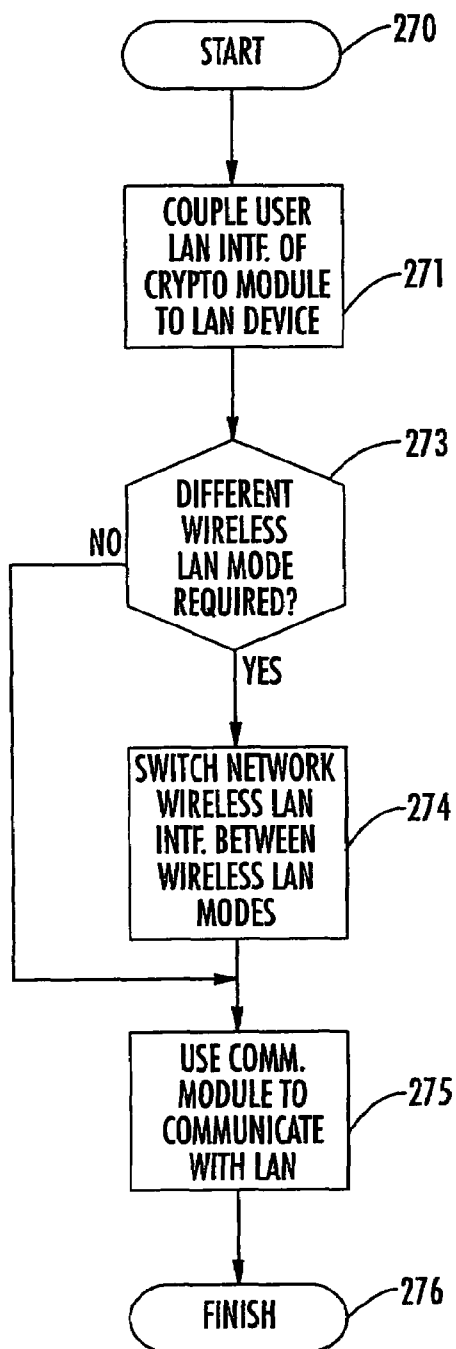 START
270
COUPLE USER
LAN INTF. OF
CRYPTO MODULE
TO LAN DEVICE
271
273
DIFFERENT
WIRELESS
LAN MODE
REQUIRED?
NO
YES
SWITCH NETWORK
WIRELESS LAN
INTF. BETWEEN
WIRELESS LAN
MODES
274
USE COMM.
MODULE TO
COMMUNICATE
WITH LAN
275
FINISH
276